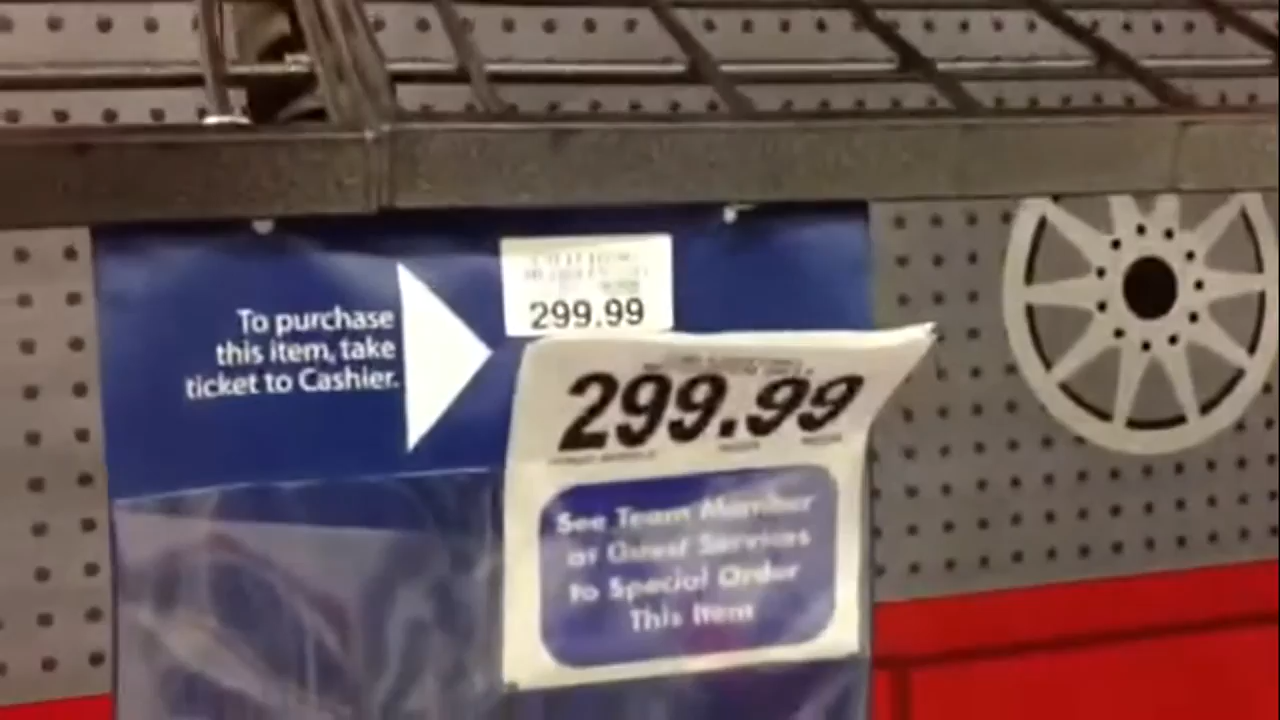 To purchase
this item, take
ticket to Cashier.
299.99
299.99
See Team Member
or Guest Services
to Special Order
This Item